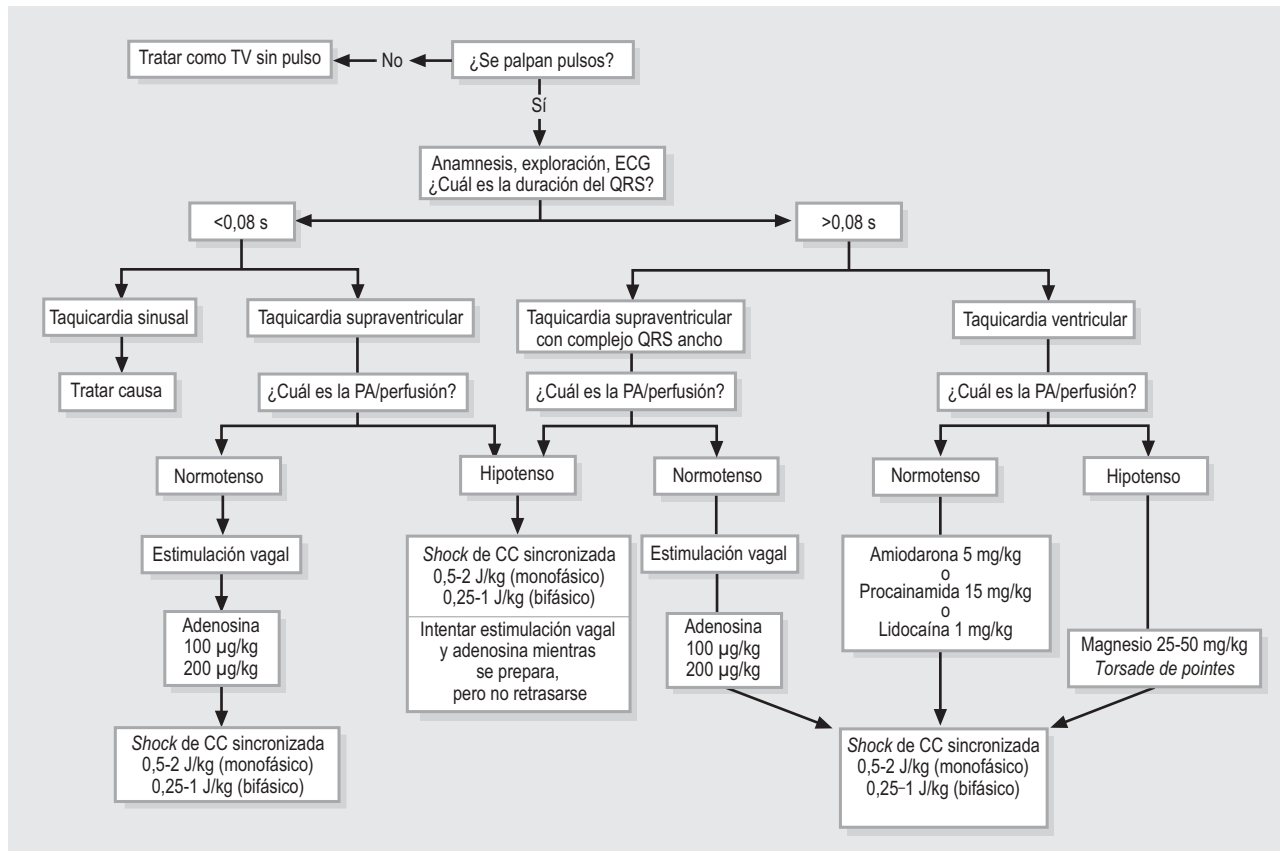 Tratar como TV sin pulso
No
¿Se palpan pulsos?
Sí
Anamnesis, exploración, ECG
¿Cuál es la duración del QRS?
<0,08 s
>0,08 s
Taquicardia sinusal
Taquicardia supraventricular
Taquicardia supraventricular
con complejo QRS ancho
Taquicardia ventricular
Tratar causa
¿Cuál es la PA/perfusión?
¿Cuál es la PA/perfusión?
¿Cuál es la PA/perfusión?
Normotenso
Hipotenso
Normotenso
Normotenso
Hipotenso
Estimulación vagal
Shock de CC sincronizada
0,5-2 J/kg (monofásico)
0,25-1 J/kg (bifásico)
Intentar estimulación vagal
y adenosina mientras
se prepara,
pero no retrasarse
Estimulación vagal
Amiodarona 5 mg/kg
o
Procainamida 15 mg/kg
o
Lidocaína 1 mg/kg
Adenosina
100 µg/kg
200 µg/kg
Adenosina
100 µg/kg
200 µg/kg
Magnesio 25-50 mg/kg
Torsade de pointes
Shock de CC sincronizada
0,5-2 J/kg (monofásico)
0,25-1 J/kg (bifásico)
Shock de CC sincronizada
0,5-2 J/kg (monofásico)
0,25–1 J/kg (bifásico)